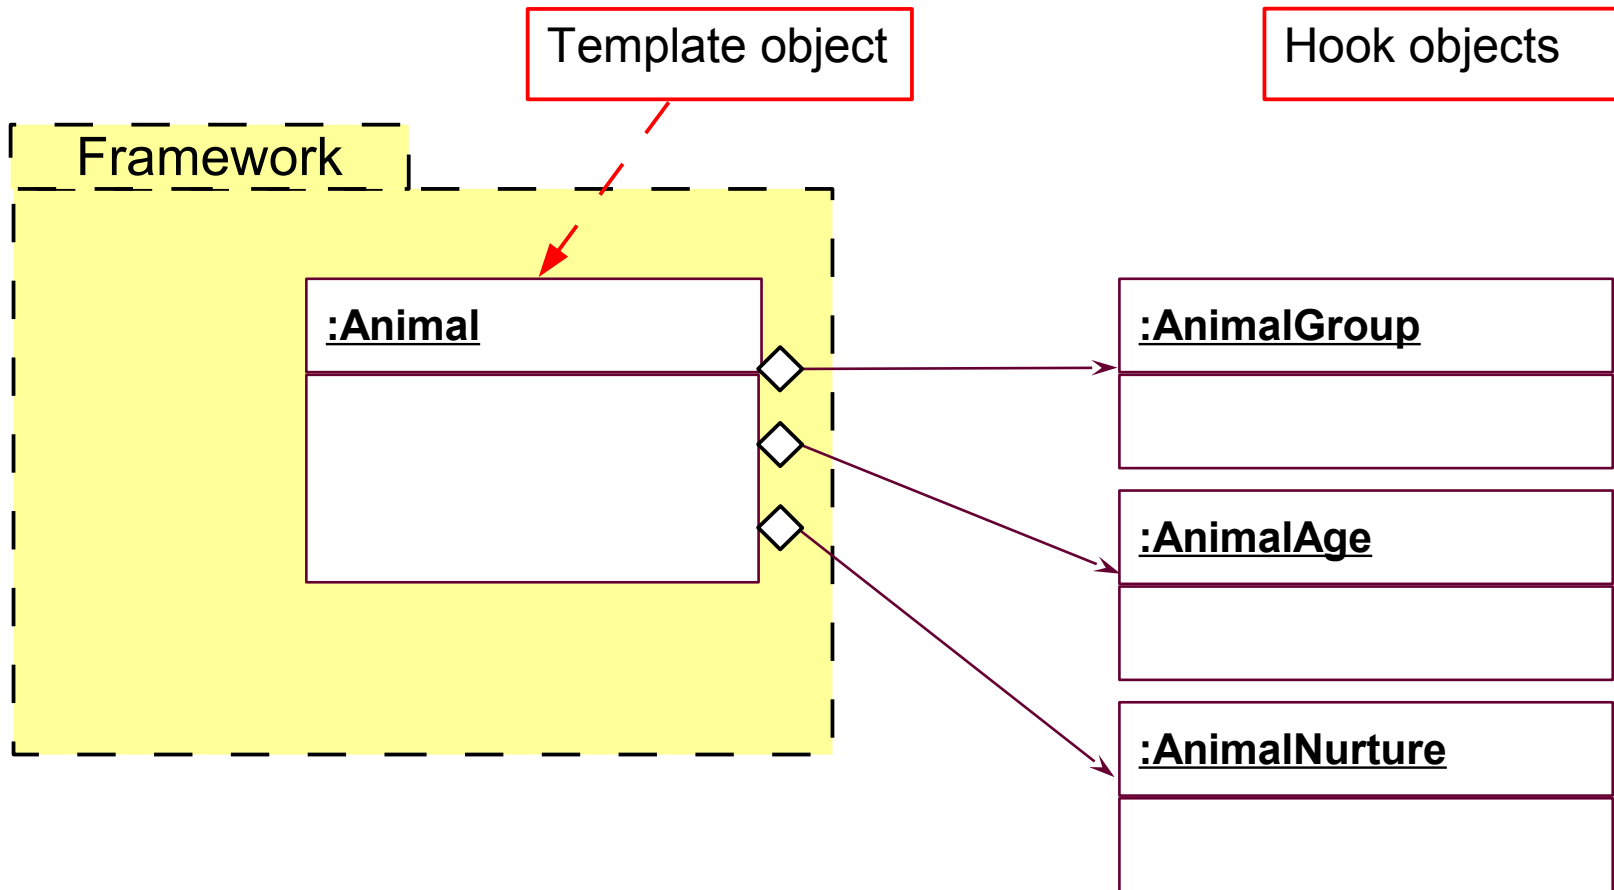 Template object
Hook objects
Framework
:Animal
:AnimalGroup
:AnimalAge
:AnimalNurture